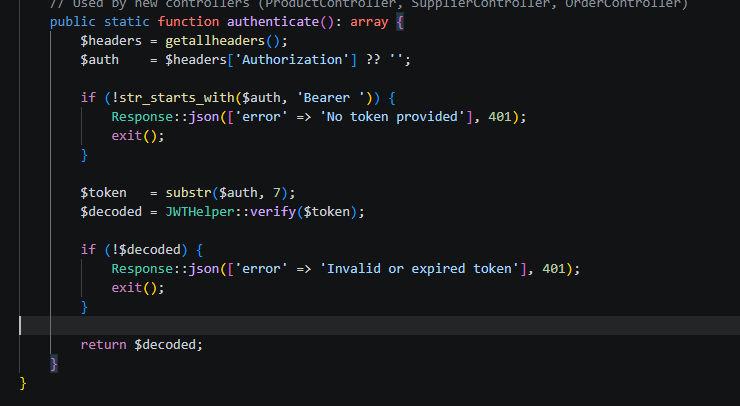 // Used by new controllers (ProductController, SupplierController, OrderController)
public static function authenticate(): array {
    $headers = getallheaders();
    $auth    = $headers['Authorization'] ?? '';

    if (!str_starts_with($auth, 'Bearer ')) {
        Response::json(['error' => 'No token provided'], 401);
        exit();
    }

    $token   = substr($auth, 7);
    $decoded = JWTHelper::verify($token);

    if (!$decoded) {
        Response::json(['error' => 'Invalid or expired token'], 401);
        exit();
    }

    return $decoded;
}
}